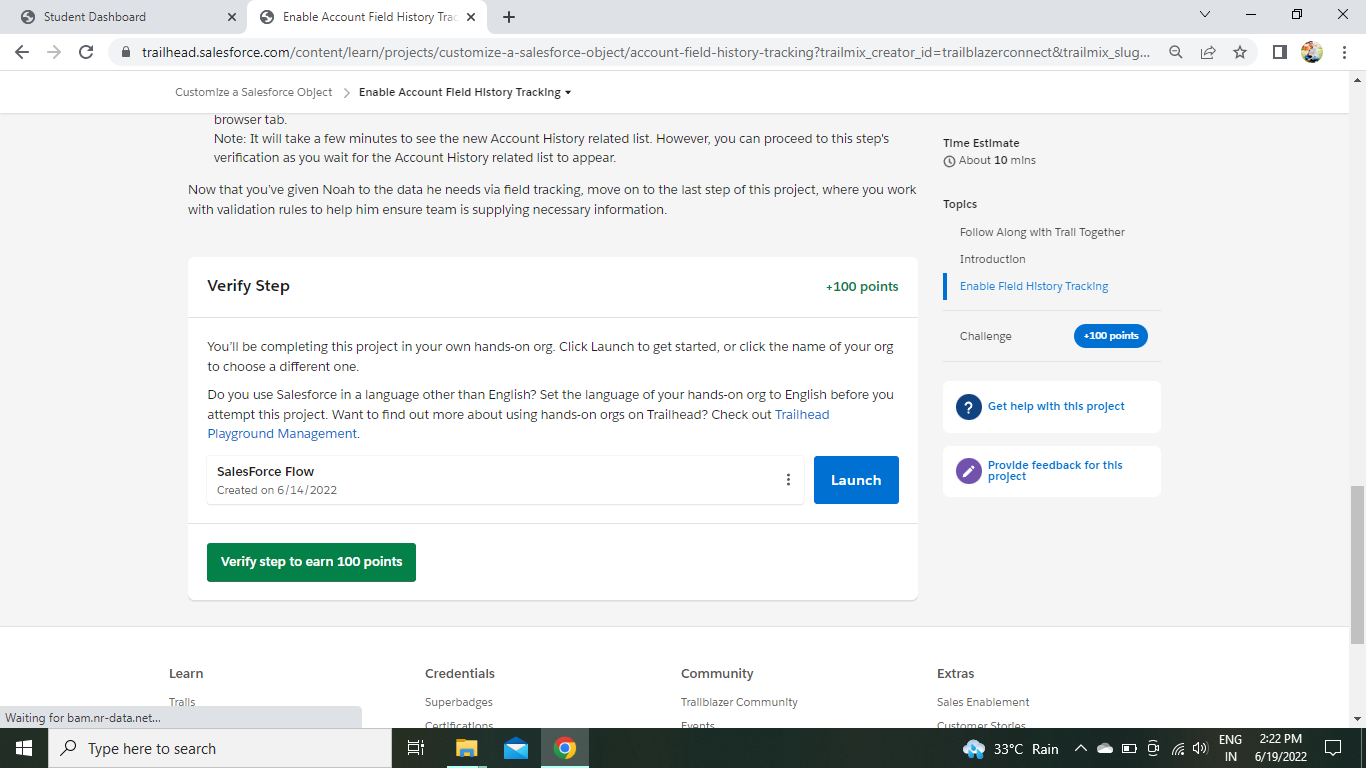 Student Dashboard
Enable Account Field History Trac
trailhead.salesforce.com/content/learn/projects/customize-a-salesforce-object/account-field-history-tracking?trailmix_creator_id=trailblazerconnect&trailmix_slug...
Customize a Salesforce Object > Enable Account Field History Tracking
browser tab.
Note: It will take a few minutes to see the new Account History related list. However, you can proceed to this step's
verification as you wait for the Account History related list to appear.
Now that you've given Noah to the data he needs via field tracking, move on to the last step of this project, where you work
with validation rules to help him ensure team is supplying necessary information.
Verify Step
+100 points
You'll be completing this project in your own hands-on org. Click Launch to get started, or click the name of your org
to choose a different one.
Do you use Salesforce in a language other than English? Set the language of your hands-on org to English before you
attempt this project. Want to find out more about using hands-on orgs on Trailhead? Check out Trailhead
Playground Management.
SalesForce Flow
Created on 6/14/2022
Launch
Verify step to earn 100 points
Time Estimate
About 10 mins
Topics
Follow Along with Trail Together
Introduction
Enable Field History Tracking
Challenge
+100 points
? Get help with this project
Provide feedback for this
project
Learn
Trails
Credentials
Superbadges
Certifications
Community
Trailblazer Community
Events
Extras
Sales Enablement
Customer Stories
Waiting for bam.nr-data.net...
Type here to search
33°C Rain
ENG
IN
2:22 PM
6/19/2022